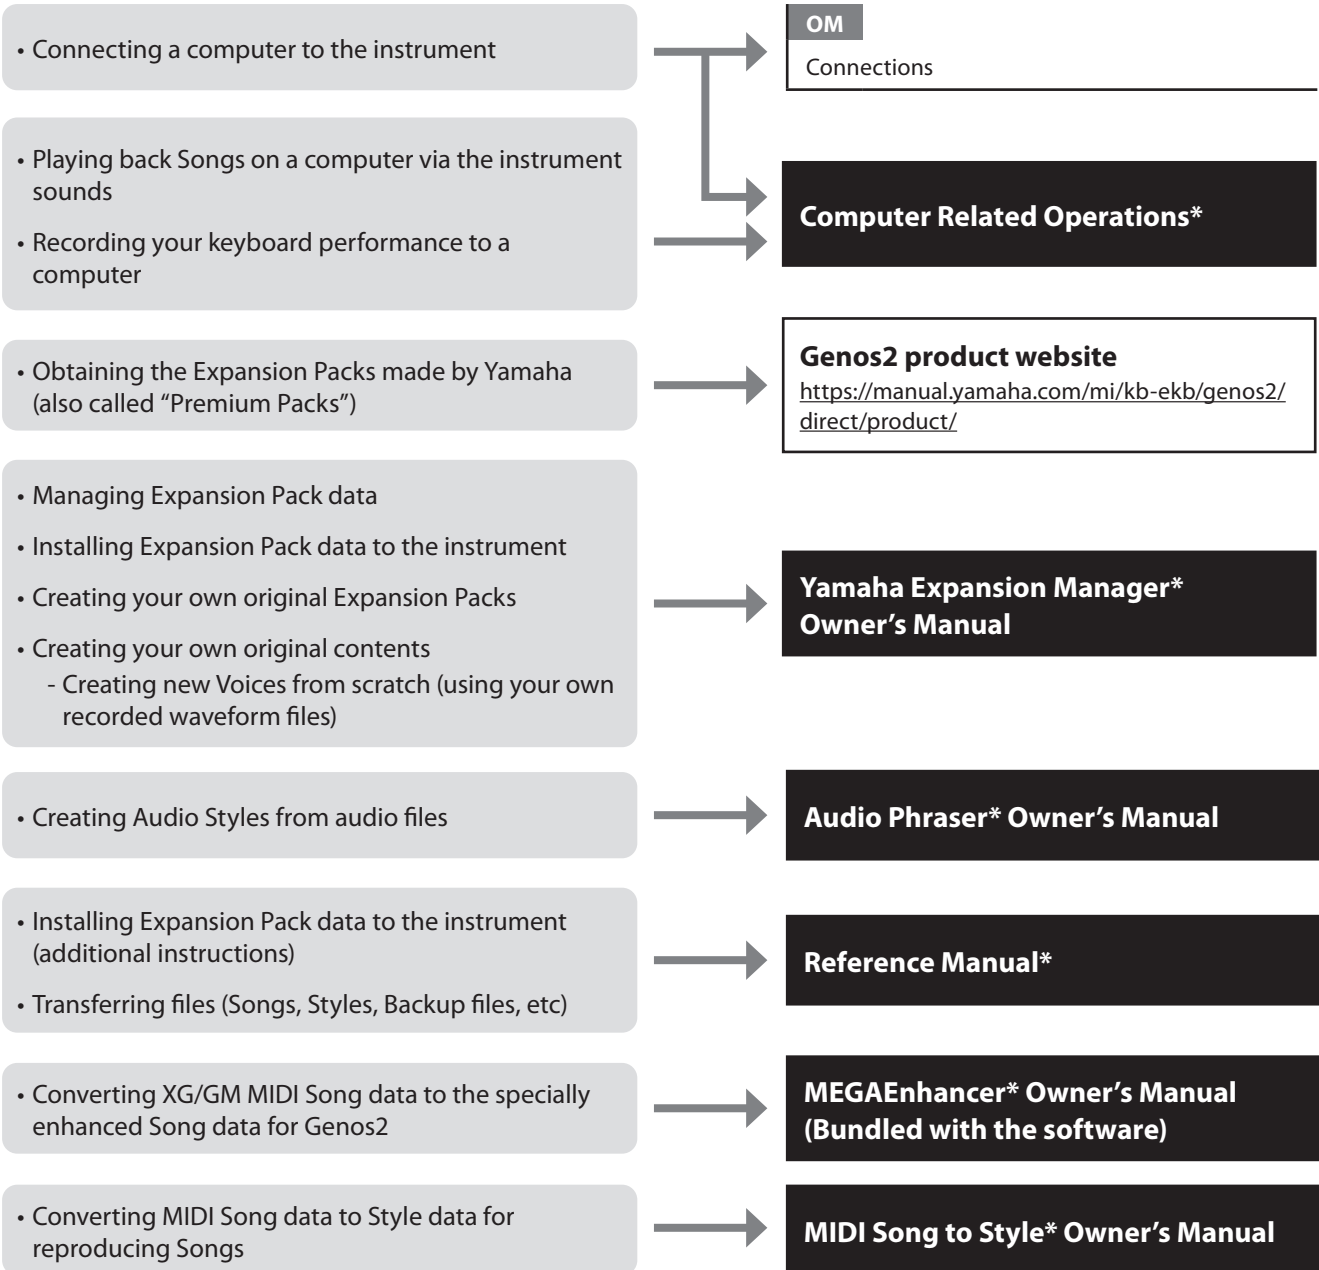 • Connecting a computer to the instrument
OM
Connections
• Playing back Songs on a computer via the instrument
sounds
• Recording your keyboard performance to a
computer
Computer Related Operations*
• Obtaining the Expansion Packs made by Yamaha
(also called “Premium Packs”)
Genos2 product website
https://manual.yamaha.com/mi/kb-ekb/genos2/
direct/product/
• Managing Expansion Pack data
• Installing Expansion Pack data to the instrument
• Creating your own original Expansion Packs
• Creating your own original contents
- Creating new Voices from scratch (using your own
recorded waveform files)
Yamaha Expansion Manager*
Owner’s Manual
• Creating Audio Styles from audio files
Audio Phraser* Owner’s Manual
• Installing Expansion Pack data to the instrument
(additional instructions)
• Transferring files (Songs, Styles, Backup files, etc)
Reference Manual*
• Converting XG/GM MIDI Song data to the specially
enhanced Song data for Genos2
MEGAEnhancer* Owner’s Manual
(Bundled with the software)
• Converting MIDI Song data to Style data for
reproducing Songs
MIDI Song to Style* Owner’s Manual